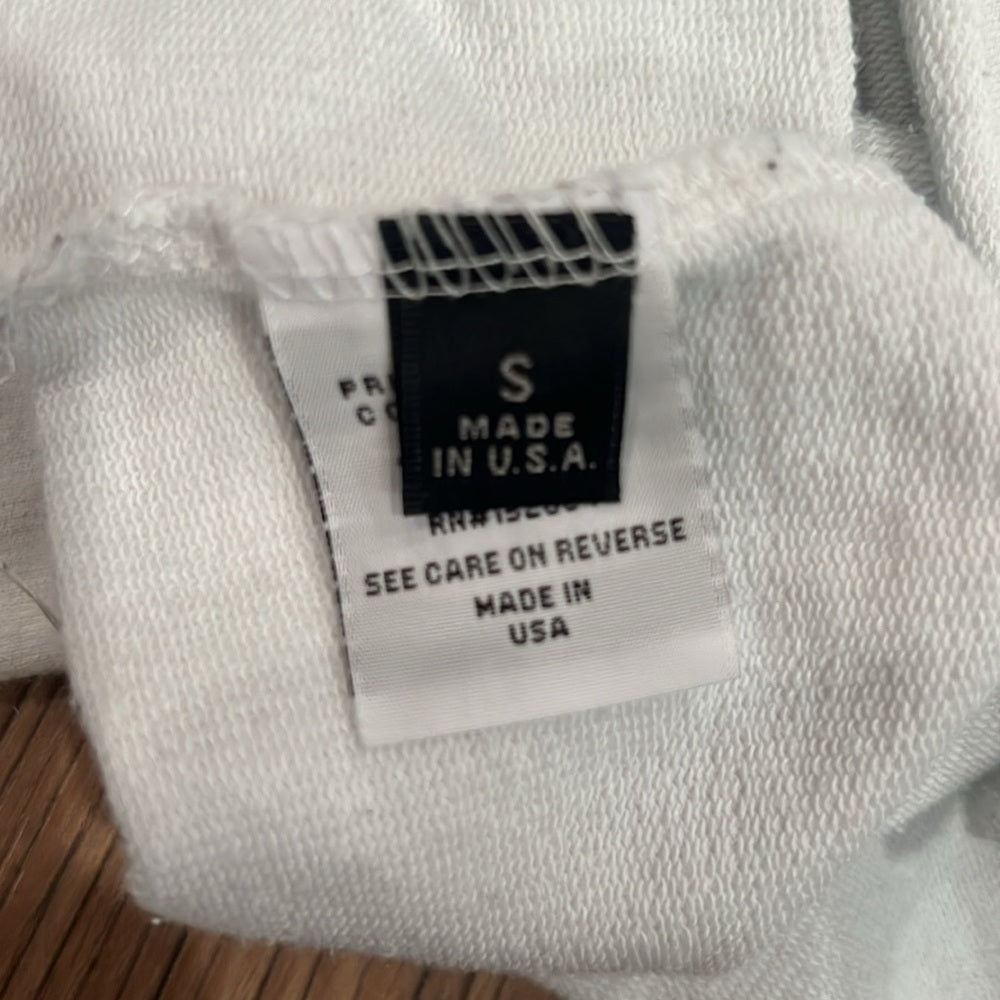 S
MADE
IN U.S.A.
SEE CARE ON REVERSE
MADE IN
USA